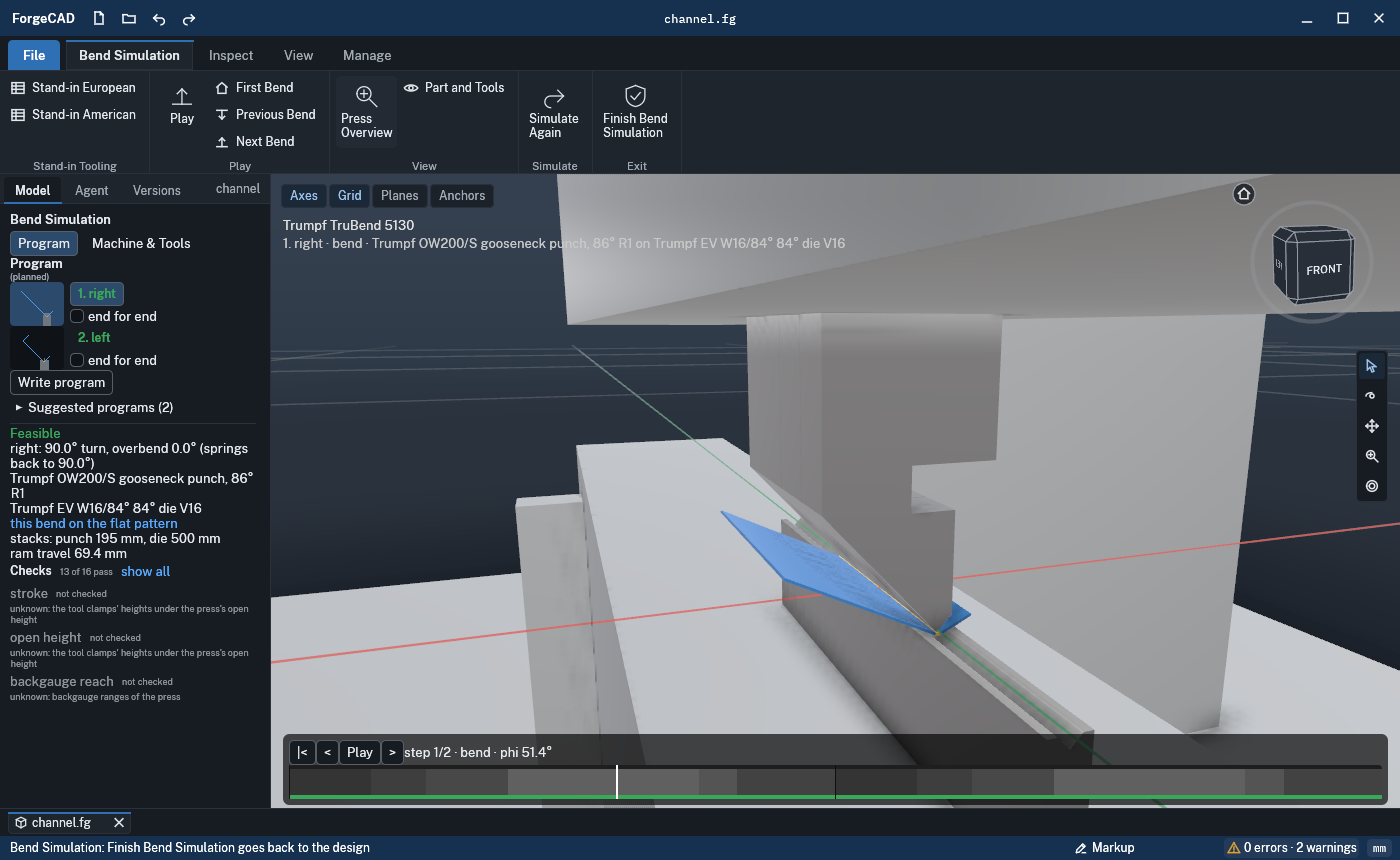 ForgeCAD
channel.fg
File
Bend Simulation
Inspect
View
Manage
Stand-in European
Stand-in American
Stand-in Tooling
Play
First Bend
Previous Bend
Next Bend
Play
Press Overview
Part and Tools
View
Simulate Again
Simulate
Finish Bend Simulation
Exit
Model
Agent
Versions
channel
Bend Simulation
Program
Machine & Tools
Program
(planned)
1. right
end for end
2. left
end for end
Write program
Suggested programs (2)
Feasible
right: 90.0° turn, overbend 0.0° (springs
back to 90.0°)
Trumpf OW200/S gooseneck punch, 86°
R1
Trumpf EV W16/84° 84° die V16
this bend on the flat pattern
stacks: punch 195 mm, die 500 mm
ram travel 69.4 mm
Checks 13 of 16 pass show all
stroke not checked
unknown: the tool clamps' heights under the press's open
height
open height not checked
unknown: the tool clamps' heights under the press's open
height
backgauge reach not checked
unknown: backgauge ranges of the press
Axes
Grid
Planes
Anchors
Trumpf TruBend 5130
1. right · bend · Trumpf OW200/S gooseneck punch, 86° R1 on Trumpf EV W16/84° 84° die V16
FRONT
|<
<
Play
>
step 1/2 · bend · phi 51.4°
channel.fg
Bend Simulation: Finish Bend Simulation goes back to the design
Markup
0 errors · 2 warnings
mm